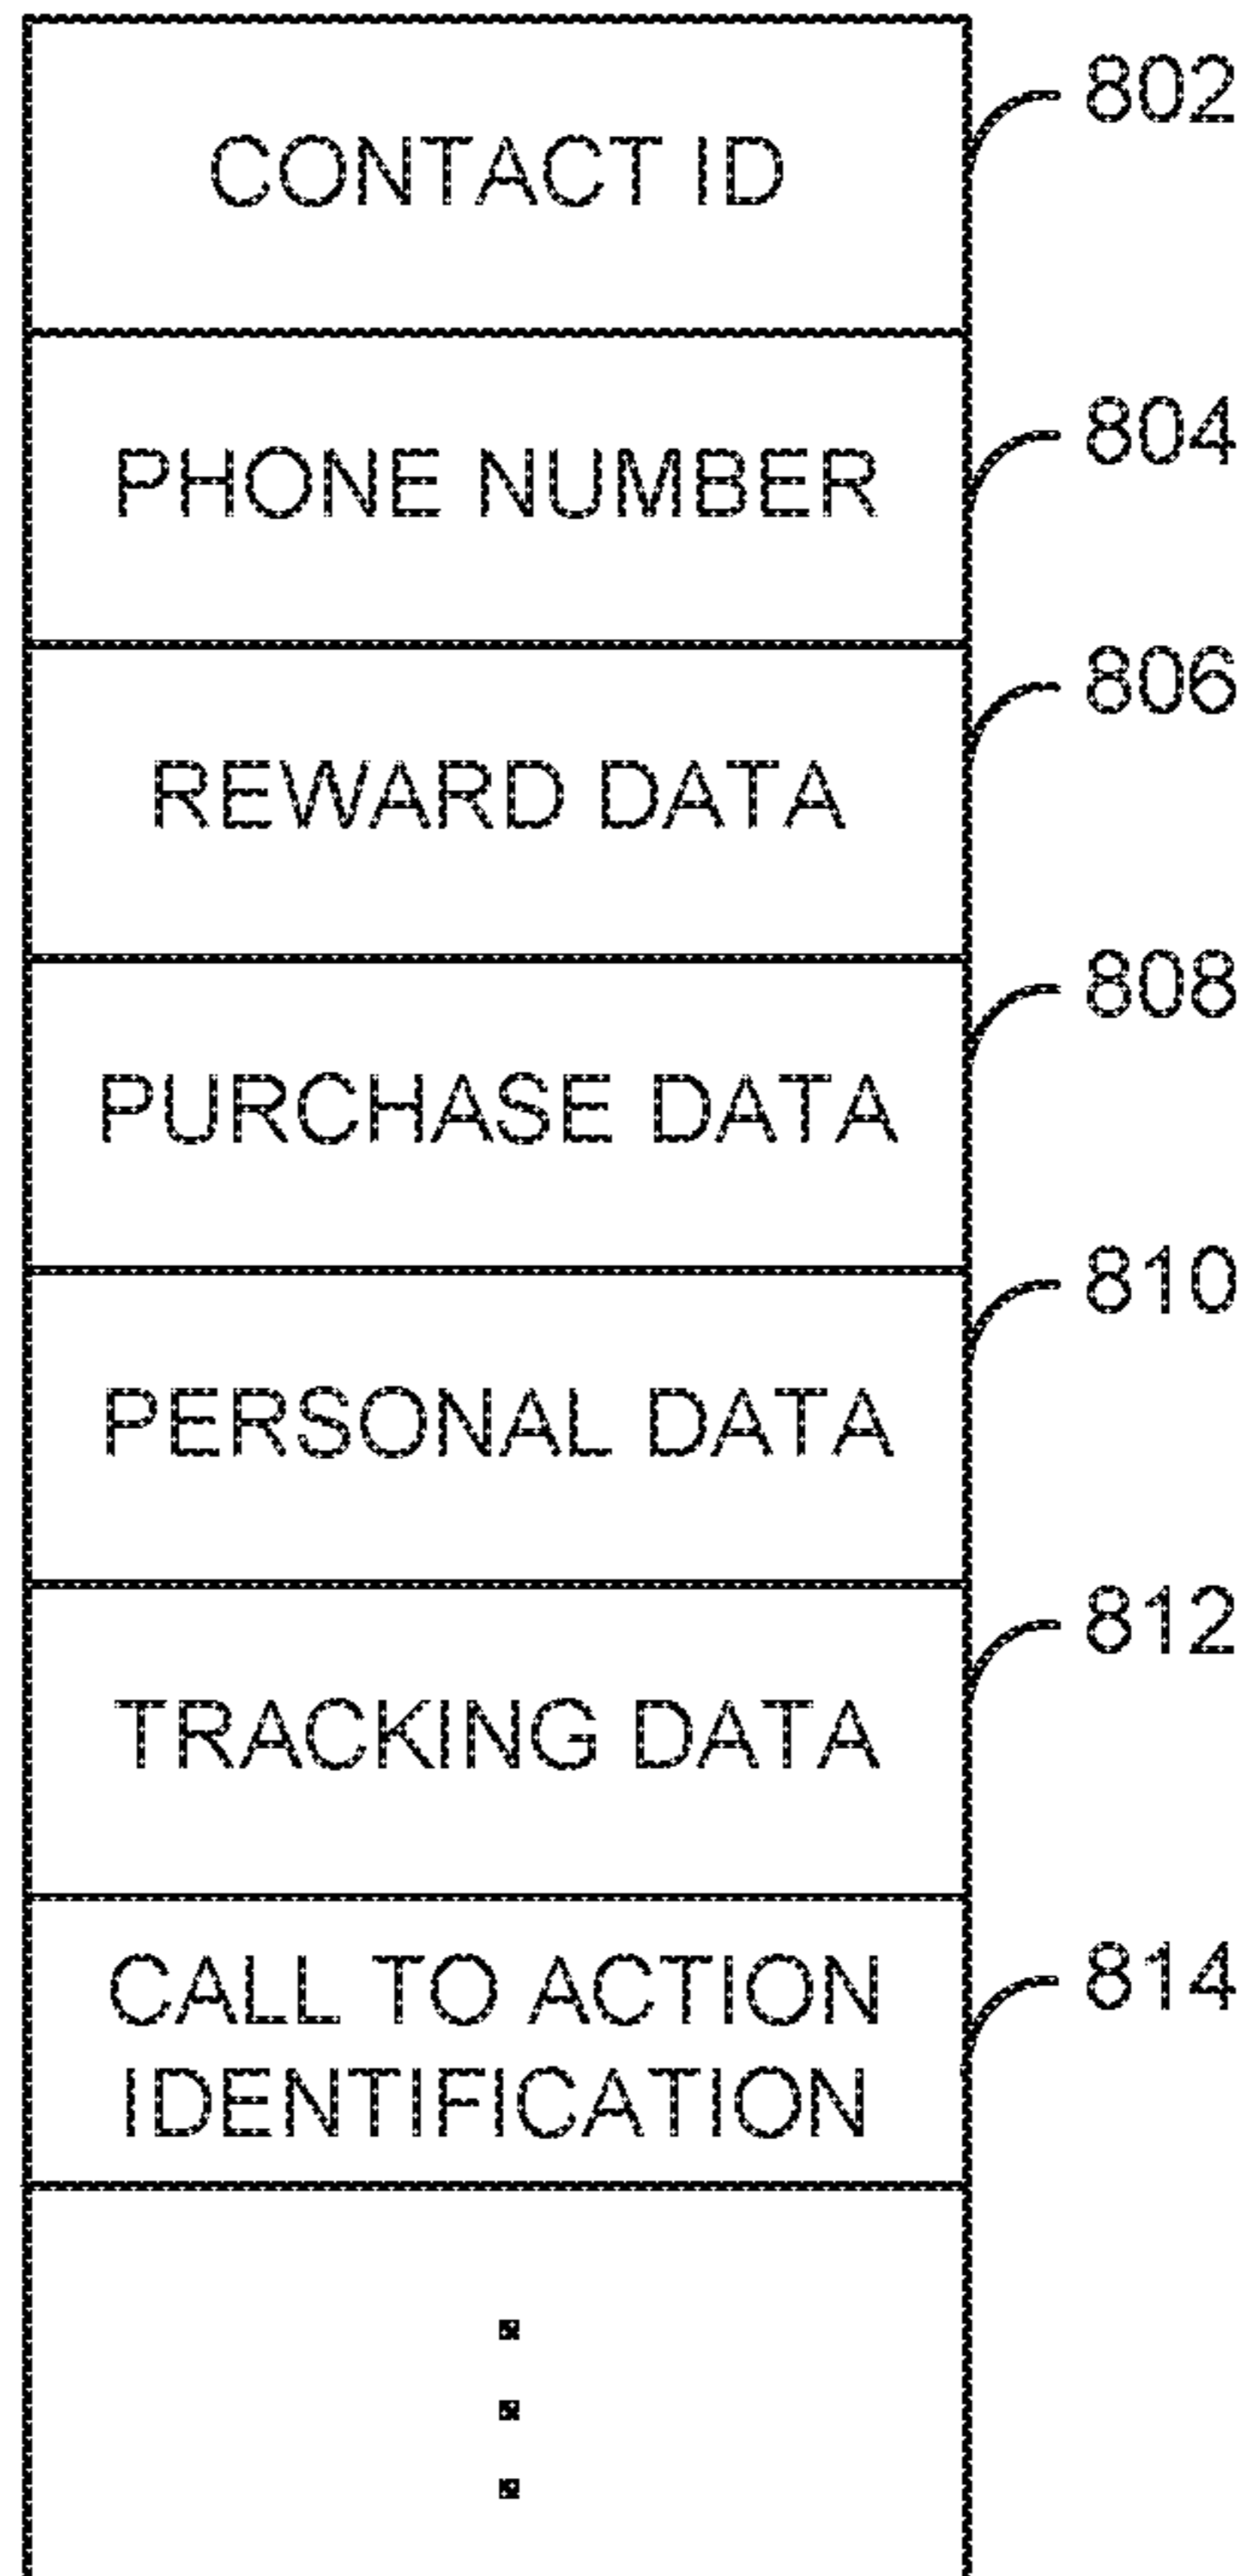 CONTACT ID
802
PHONE NUMBER
804
REWARD DATA
806
PURCHASE DATA
808
PERSONAL DATA
810
TRACKING DATA
812
CALL TO ACTION
IDENTIFICATION
814